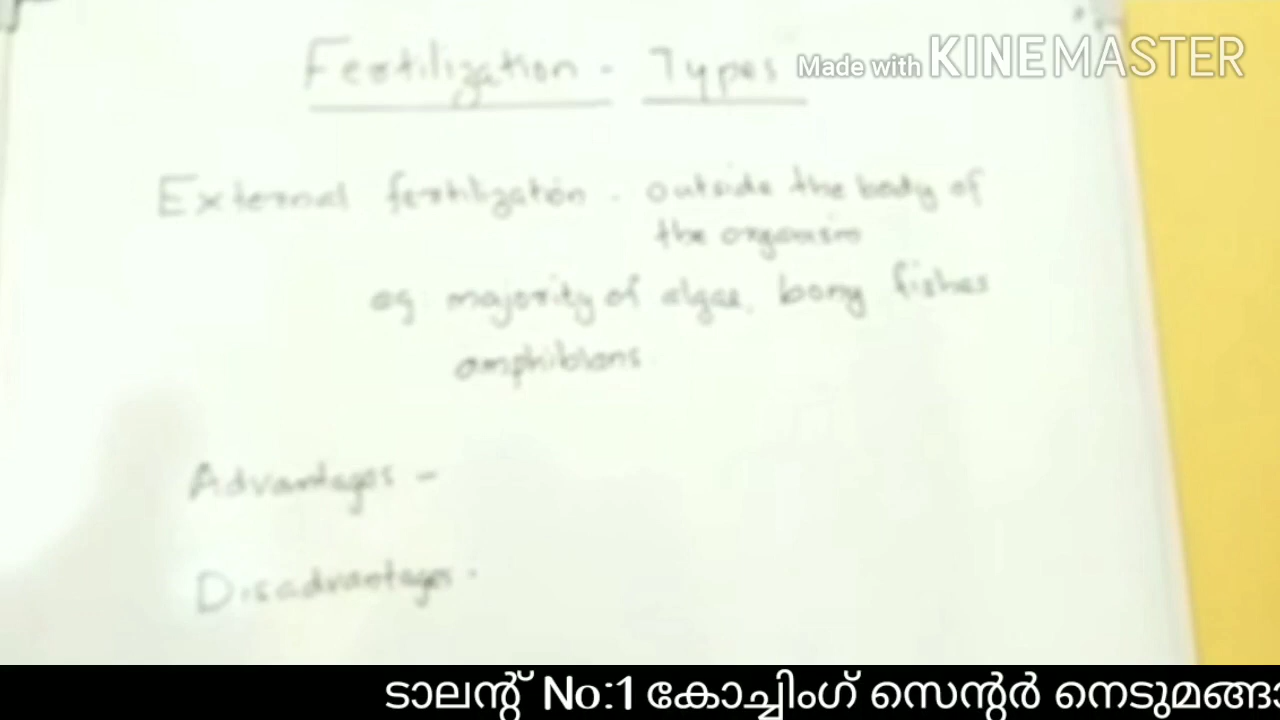 Fertilization - Types
Made with KINEMASTER
External fertilization - outside the body of
the organism
eg: majority of algae, bony fishes
amphibians
Advantages -
Disadvantages -
ടാലന്റ് No:1 കോച്ചിംഗ് സെന്റർ നെടുമങ്ങാ